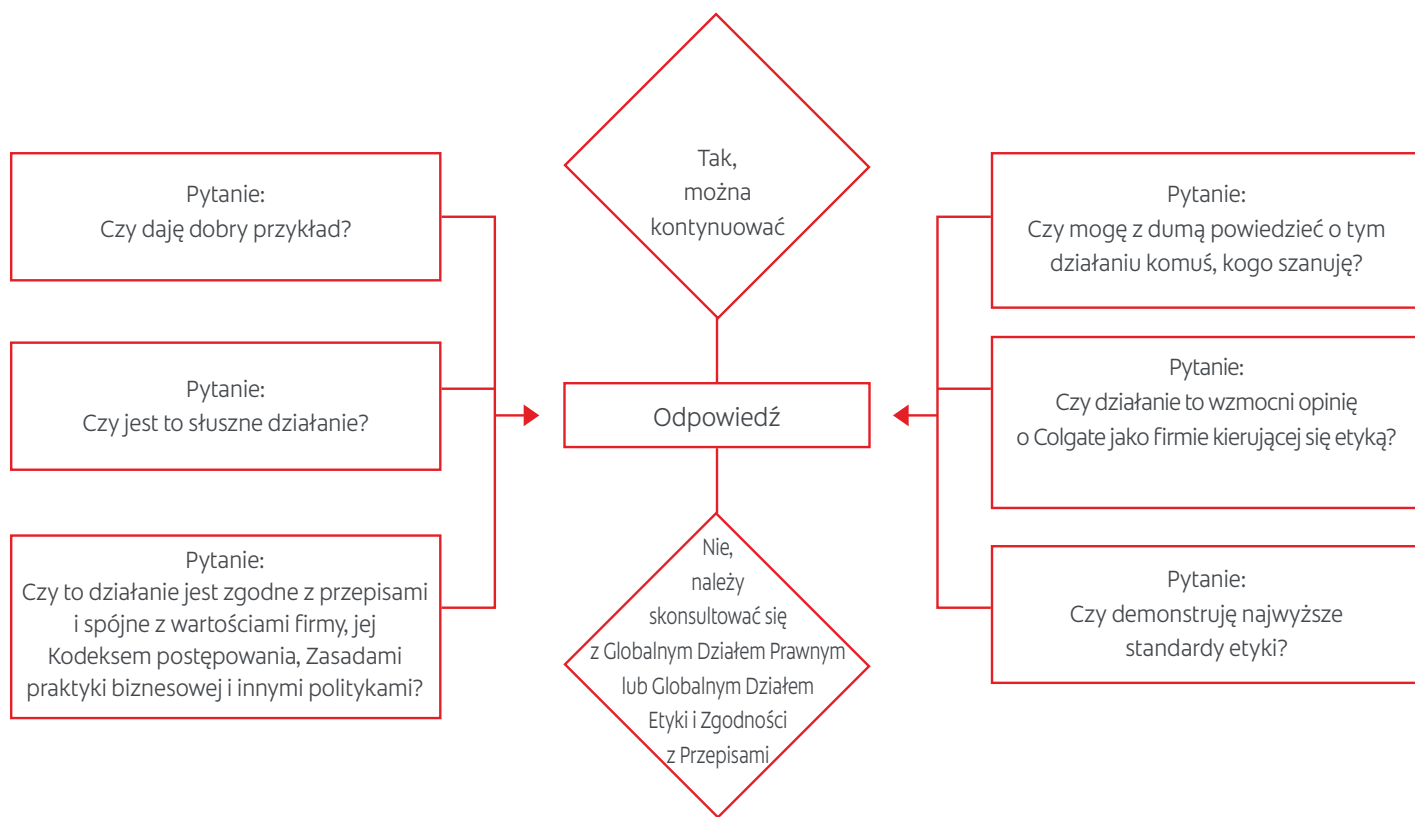 Pytanie:
Czy daję dobry przykład?
Pytanie:
Czy jest to słuszne działanie?
Pytanie:
Czy to działanie jest zgodne z przepisami
i spójne z wartościami firmy, jej
Kodeksem postępowania, Zasadami
praktyki biznesowej i innymi politykami?
Tak,
można
kontynuować
Odpowiedź
Nie,
należy
skonsultować się
z Globalnym Działem Prawnym
lub Globalnym Działem
Etyki i Zgodności
z Przepisami
Pytanie:
Czy mogę z dumą powiedzieć o tym
działaniu komuś, kogo szanuję?
Pytanie:
Czy działanie to wzmocni opinię
o Colgate jako firmie kierującej się etyką?
Pytanie:
Czy demonstruję najwyższe
standardy etyki?